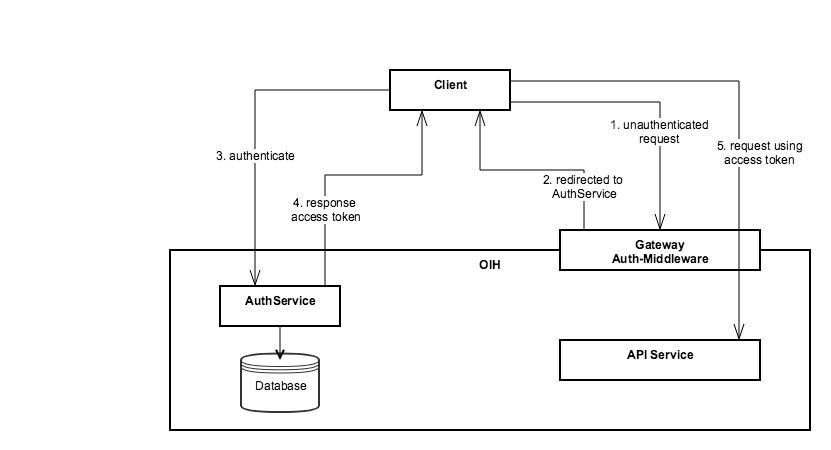 Client
1. unauthenticated
request
5. request using
access token
3. authenticate
2. redirected to
AuthService
4. response
access token
Gateway
Auth-Middleware
OIH
AuthService
API Service
Database